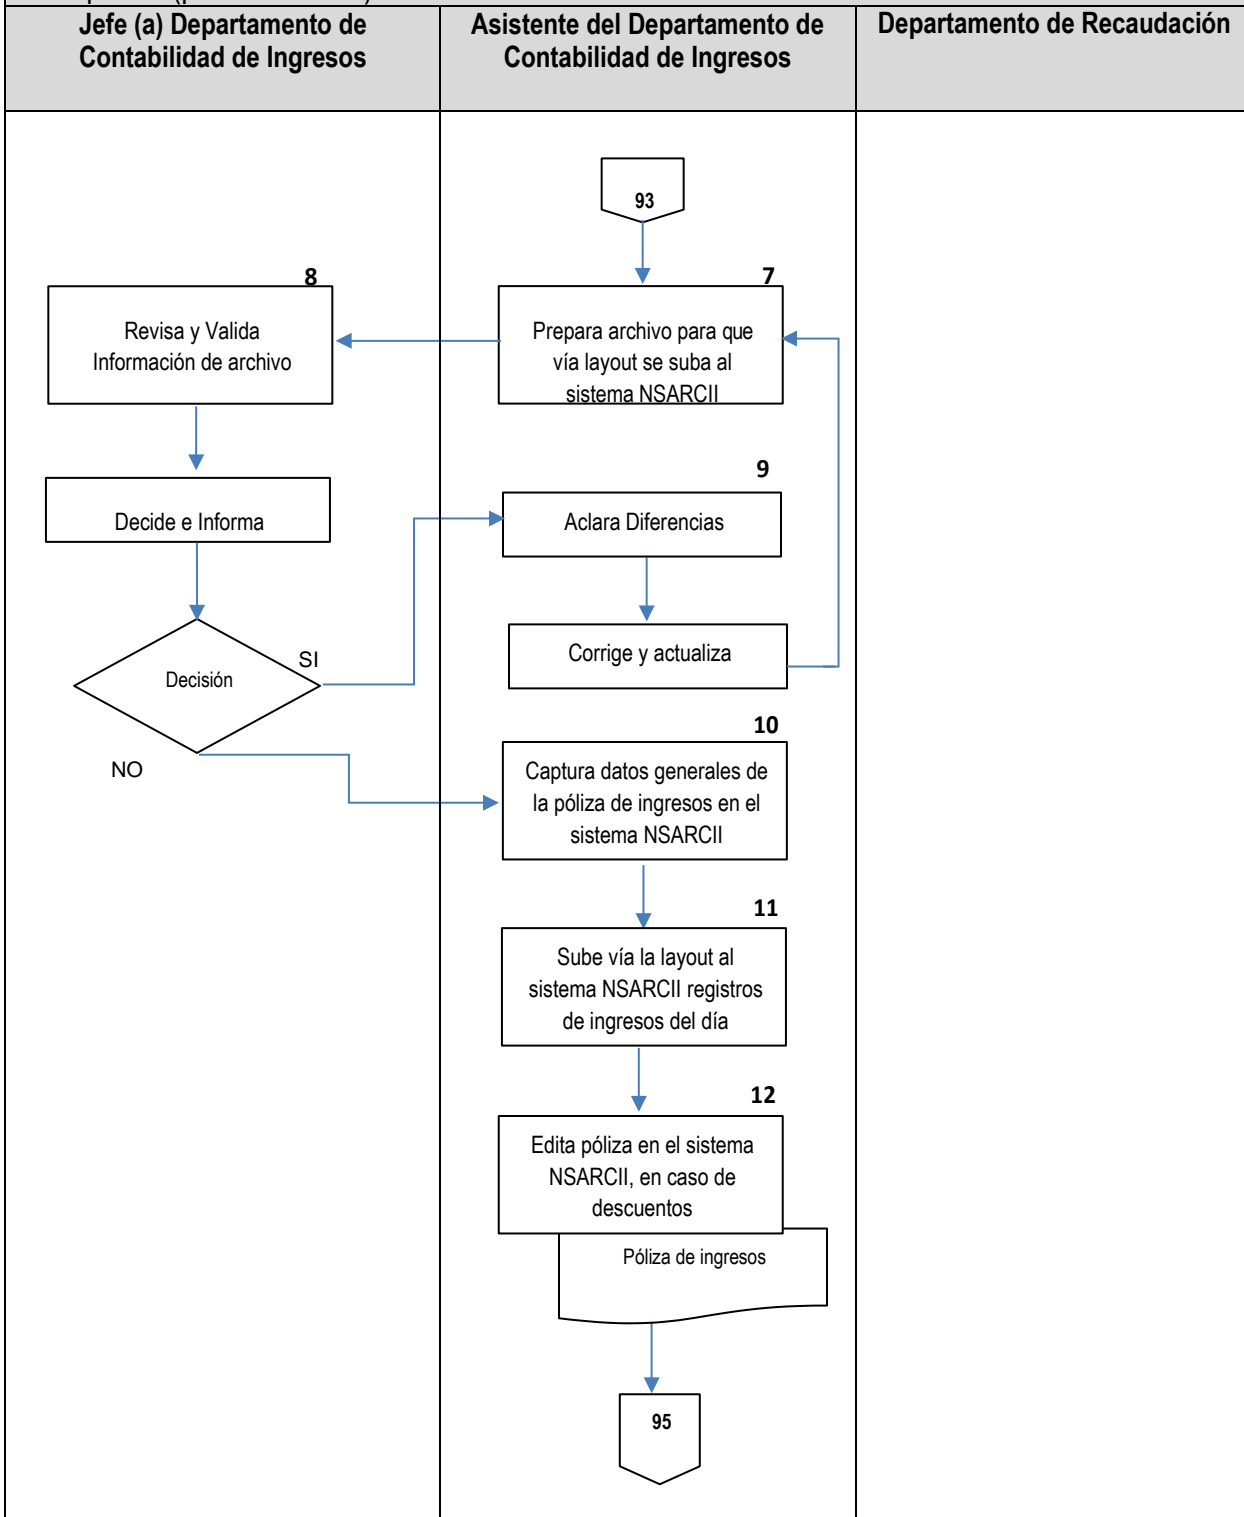 Jefe (a) Departamento de
Contabilidad de Ingresos
Asistente del Departamento de
Contabilidad de Ingresos
Departamento de Recaudación
93
8
7
Revisa y Valida
Información de archivo
Prepara archivo para que
vía layout se suba al
sistema NSARCII
9
Decide e Informa
Aclara Diferencias
Corrige y actualiza
SI
Decisión
NO
10
Captura datos generales de
la póliza de ingresos en el
sistema NSARCII
11
Sube vía la layout al
sistema NSARCII registros
de ingresos del día
12
Edita póliza en el sistema
NSARCII, en caso de
descuentos
Póliza de ingresos
95